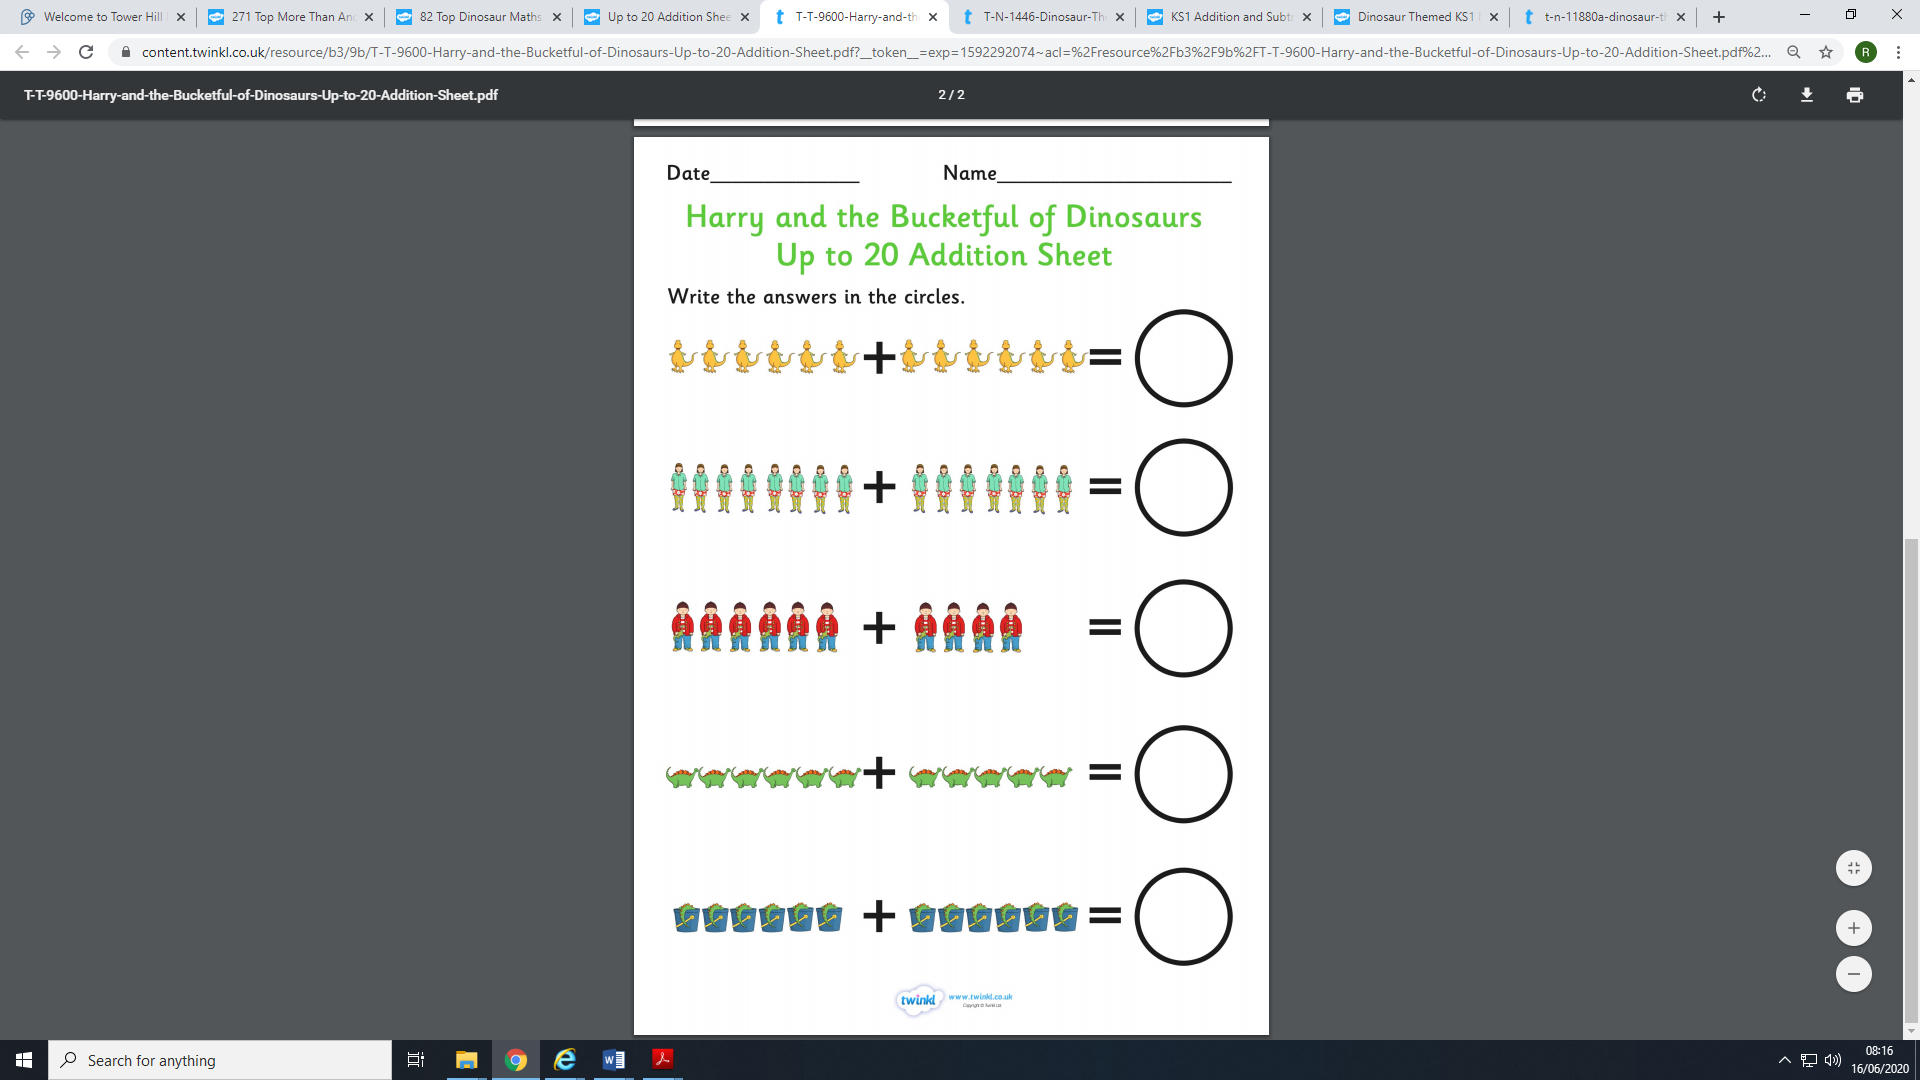 Welcome to Tower Hill
271 Top More Than An
82 Top Dinosaur Maths
Up to 20 Addition Shee
T-T-9600-Harry-and-th
T-N-1446-Dinosaur-Th
KS1 Addition and Subt
Dinosaur Themed KS1
t-n-11880a-dinosaur-t
content.twinkl.co.uk/resource/b3/9b/T-T-9600-Harry-and-the-Bucketful-of-Dinosaurs-Up-to-20-Addition-Sheet.pdf?__token__=exp=1592292074~acl=%2Fresource%2Fb3%2F9b%2FT-T-9600-Harry-and-the-Bucketful-of-Dinosaurs-Up-to-20-Addition-Sheet.pdf%2...
R
T-T-9600-Harry-and-the-Bucketful-of-Dinosaurs-Up-to-20-Addition-Sheet.pdf
2 / 2
Date______________ Name______________________
Harry and the Bucketful of Dinosaurs
Up to 20 Addition Sheet
Write the answers in the circles.
+ =
+ =
+ =
+ =
+ =
twinkl
www.twinkl.co.uk
Copyright © Twinkl Ltd
Search for anything
08:16
16/06/2020